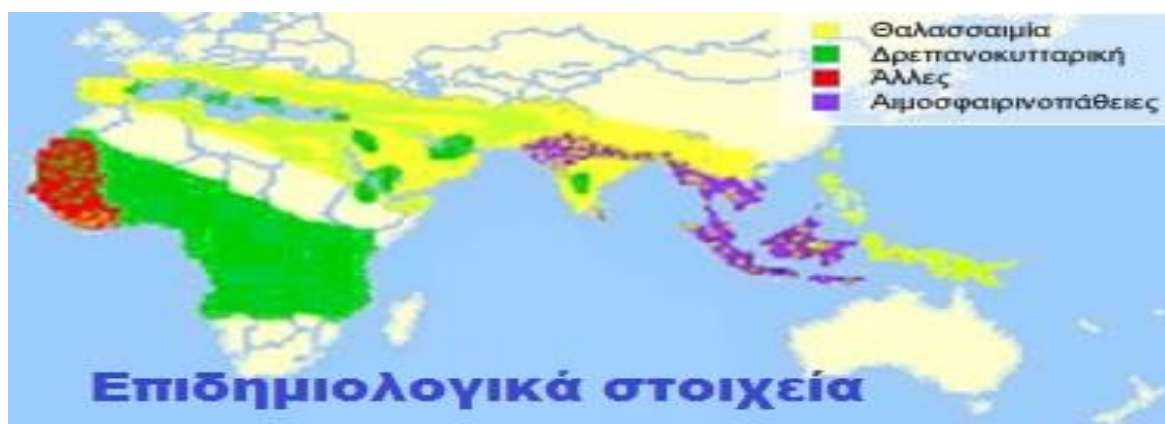 Θαλασσαιμία
Δρεπανοκυτταρική
Άλλες
Αιμοσφαιρινοπάθειες
Επιδημιολογικά στοιχεία